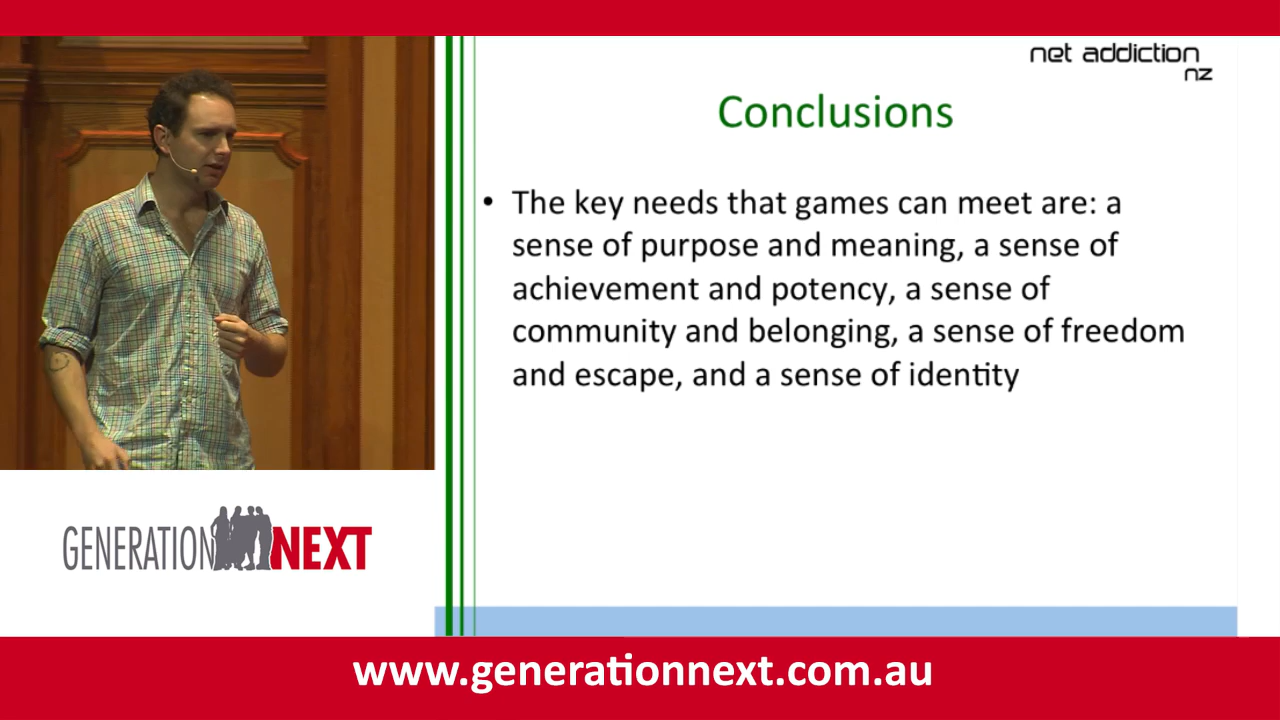 net addiction
nz
Conclusions
• The key needs that games can meet are: a
sense of purpose and meaning, a sense of
achievement and potency, a sense of
community and belonging, a sense of freedom
and escape, and a sense of identity
GENERATION NEXT
www.generationnext.com.au